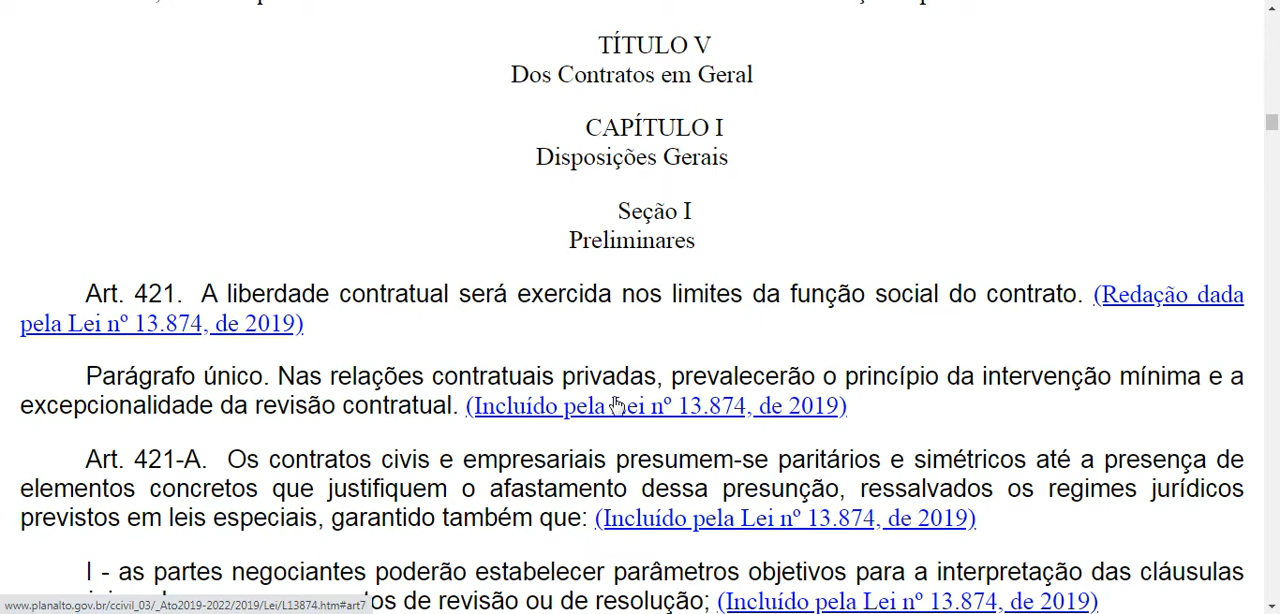 TÍTULO V
Dos Contratos em Geral
CAPÍTULO I
Disposições Gerais
Seção I
Preliminares
Art. 421. A liberdade contratual será exercida nos limites da função social do contrato. (Redação dada
pela Lei nº 13.874, de 2019)
Parágrafo único. Nas relações contratuais privadas, prevalecerão o princípio da intervenção mínima e a
excepcionalidade da revisão contratual. (Incluído pela Lei nº 13.874, de 2019)
Art. 421-A. Os contratos civis e empresariais presumem-se paritários e simétricos até a presença de
elementos concretos que justifiquem o afastamento dessa presunção, ressalvados os regimes jurídicos
previstos em leis especiais, garantido também que: (Incluído pela Lei nº 13.874, de 2019)
I - as partes negociantes poderão estabelecer parâmetros objetivos para a interpretação das cláusulas
de revisão ou de resolução; (Incluído pela Lei nº 13.874, de 2019)
www.planalto.gov.br/ccivil_03/_Ato2019-2022/2019/Lei/L13874.htm#art7